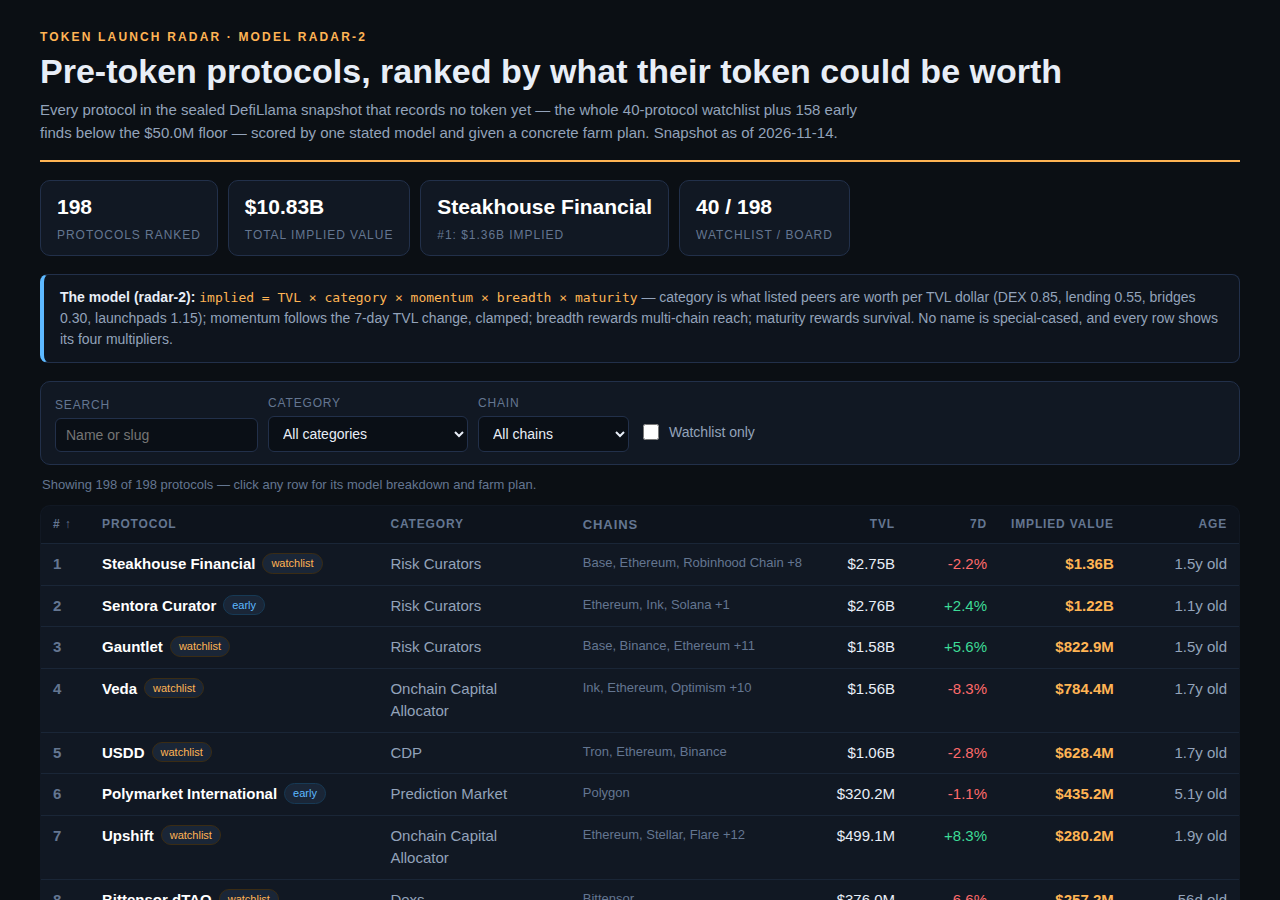 TOKEN LAUNCH RADAR · MODEL RADAR-2
Pre-token protocols, ranked by what their token could be worth
Every protocol in the sealed DefiLlama snapshot that records no token yet — the whole 40-protocol watchlist plus 158 early
finds below the $50.0M floor — scored by one stated model and given a concrete farm plan. Snapshot as of 2026-11-14.
198 $10.83B Steakhouse Financial 40 / 198
PROTOCOLS RANKED TOTAL IMPLIED VALUE #1: $1.36B IMPLIED WATCHLIST / BOARD
The model (radar-2): implied = TVL × category × momentum × breadth × maturity — category is what listed peers are worth per TVL dollar (DEX 0.85, lending 0.55, bridges
0.30, launchpads 1.15); momentum follows the 7-day TVL change, clamped; breadth rewards multi-chain reach; maturity rewards survival. No name is special-cased, and every row shows
its four multipliers.
SEARCH CATEGORY CHAIN
Name or slug All categories All chains Watchlist only
Showing 198 of 198 protocols — click any row for its model breakdown and farm plan.
# ↑ PROTOCOL CATEGORY CHAINS TVL 7D IMPLIED VALUE AGE
1 Steakhouse Financial watchlist Risk Curators Base, Ethereum, Robinhood Chain +8 $2.75B -2.2% $1.36B 1.5y old
2 Sentora Curator early Risk Curators Ethereum, Ink, Solana +1 $2.76B +2.4% $1.22B 1.1y old
3 Gauntlet watchlist Risk Curators Base, Binance, Ethereum +11 $1.58B +5.6% $822.9M 1.5y old
4 Veda watchlist Onchain Capital Ink, Ethereum, Optimism +10 $1.56B -8.3% $784.4M 1.7y old
Allocator
5 USDD watchlist CDP Tron, Ethereum, Binance $1.06B -2.8% $628.4M 1.7y old
6 Polymarket International early Prediction Market Polygon $320.2M -1.1% $435.2M 5.1y old
7 Upshift watchlist Onchain Capital Ethereum, Stellar, Flare +12 $499.1M +8.3% $280.2M 1.9y old
Allocator
8 Bittensor dTAO watchlist Dexs Bittensor $376.0M -6.6% $257.2M 56d old